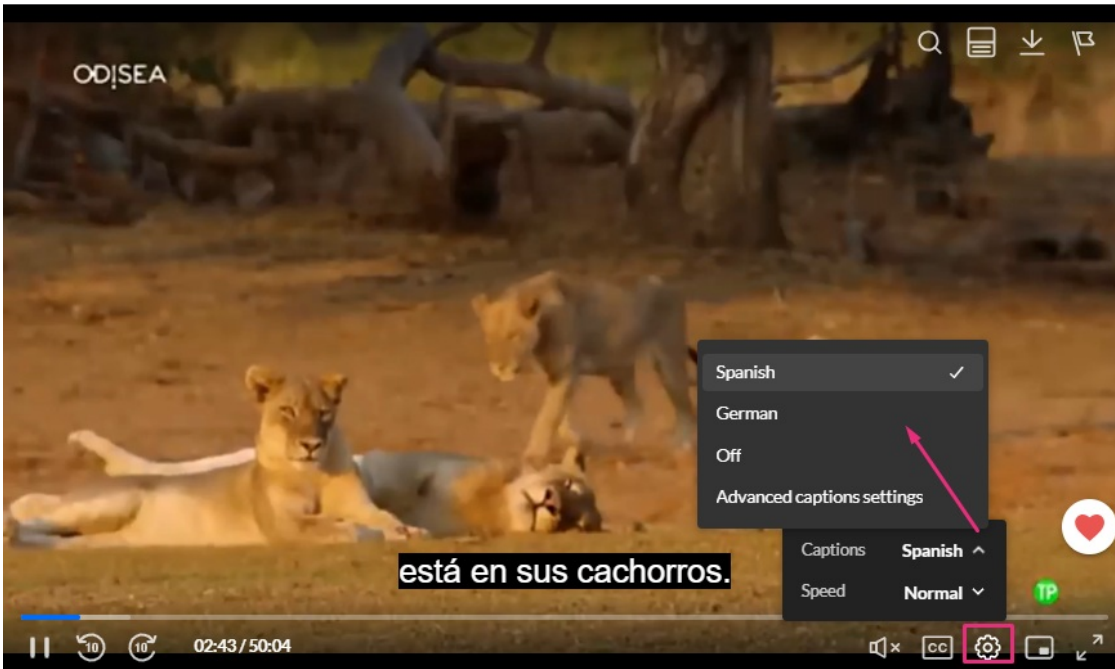 ODISEA
Spanish
German
Off
Advanced captions settings
Captions Spanish
está en sus cachorros.
Speed Normal
TP
10 10 02:43 / 50:04 CC